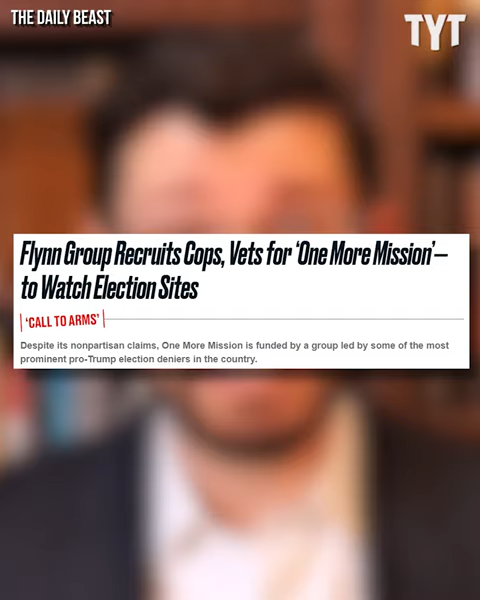 THE DAILY BEAST
TYT
Flynn Group Recruits Cops, Vets for ‘One More Mission’—
to Watch Election Sites
‘CALL TO ARMS’
Despite its nonpartisan claims, One More Mission is funded by a group led by some of the most
prominent pro-Trump election deniers in the country.